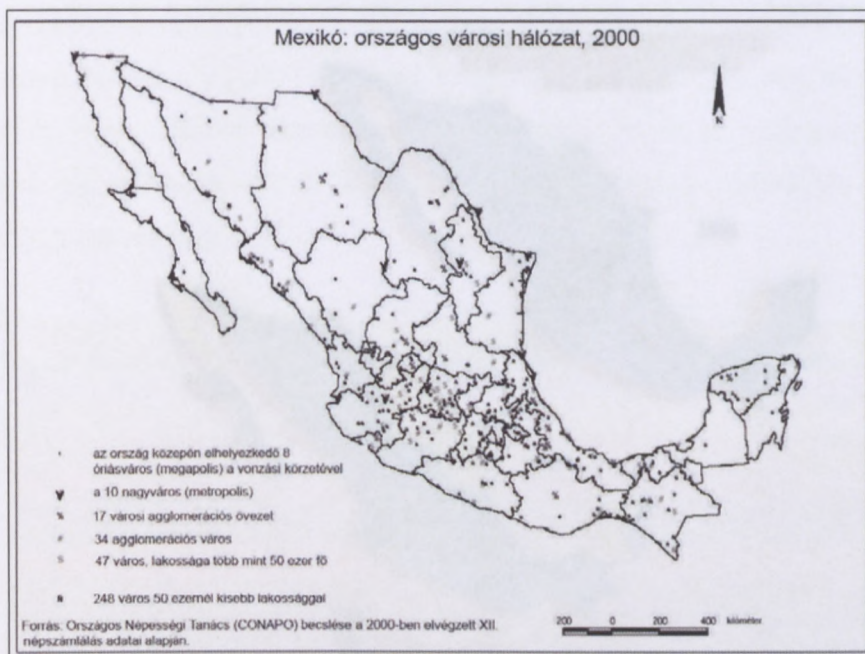 Mexikó: országos városi hálózat, 2000
az ország közepén elhelyezkedő 8
óriásváros (megapolis) a vonzási körzetével
a 10 nagyváros (metropolis)
17 városi agglomerációs övezet
34 agglomerációs város
47 város, lakossága több mint 50 ezer fő
248 város 50 ezernél kisebb lakossággal
Forrás: Országos Népességi Tanács (CONAPO) becslése a 2000-ben elvégzett XII.
népszámlálás adatai alapján.
200 0 200 400 kilométer